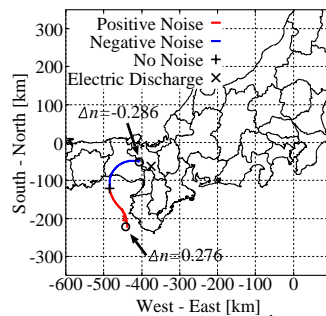 Positive Noise
Negative Noise
No Noise
Electric Discharge
Δn=-0.286
Δn=0.276
South - North [km]
350
300
200
100
0
-100
-200
-300
-600 -500 -400 -300 -200 -100 0
West - East [km]